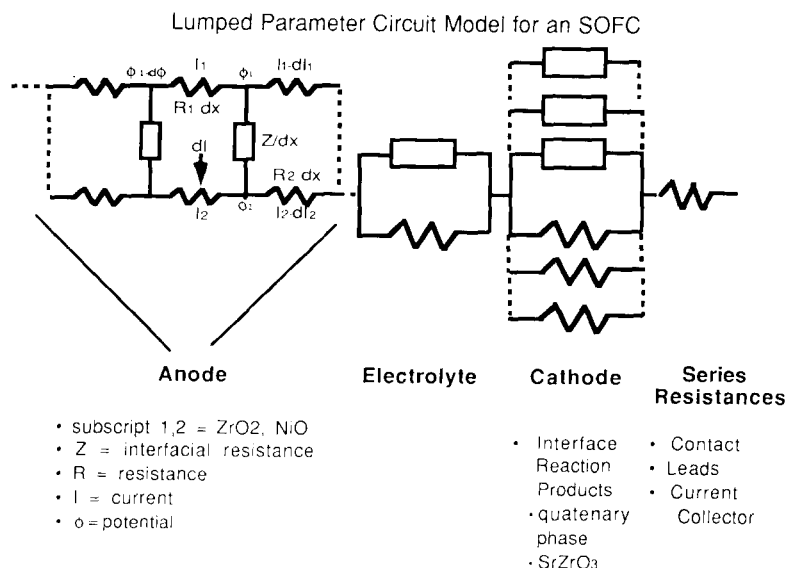 Lumped Parameter Circuit Model for an SOFC
ϕ1-dϕ
I1
ϕ1
I1-dI1
R1 dx
dI
Z/dx
R2 dx
I2
ϕ2
I2-dI2
Anode
Electrolyte
Cathode
Series
Resistances
• subscript 1,2 = ZrO2, NiO
• Z = interfacial resistance
• R = resistance
• I = current
• ϕ = potential
• Interface
Reaction
Products
· quatenary
phase
· SrZrO3
• Contact
• Leads
• Current
Collector